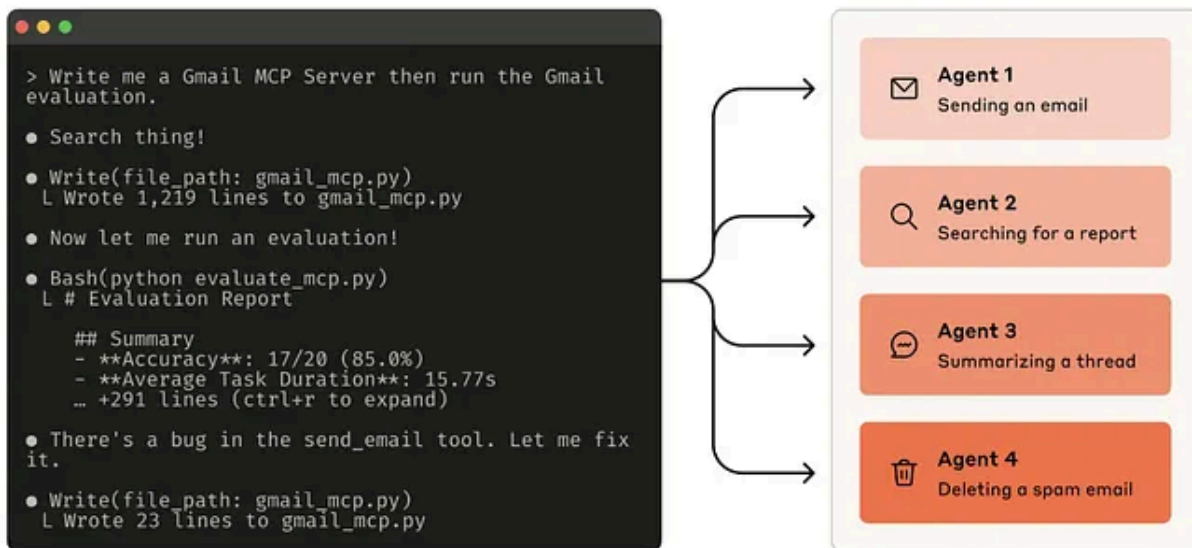 > Write me a Gmail MCP Server then run the Gmail
evaluation.
● Search thing!
● Write(file_path: gmail_mcp.py)
L Wrote 1,219 lines to gmail_mcp.py
● Now let me run an evaluation!
● Bash(python evaluate_mcp.py)
L # Evaluation Report
## Summary
- **Accuracy**: 17/20 (85.0%)
- **Average Task Duration**: 15.77s
… +291 lines (ctrl+r to expand)
● There's a bug in the send_email tool. Let me fix
it.
● Write(file_path: gmail_mcp.py)
L Wrote 23 lines to gmail_mcp.py
Agent 1
Sending an email
Agent 2
Searching for a report
Agent 3
Summarizing a thread
Agent 4
Deleting a spam email